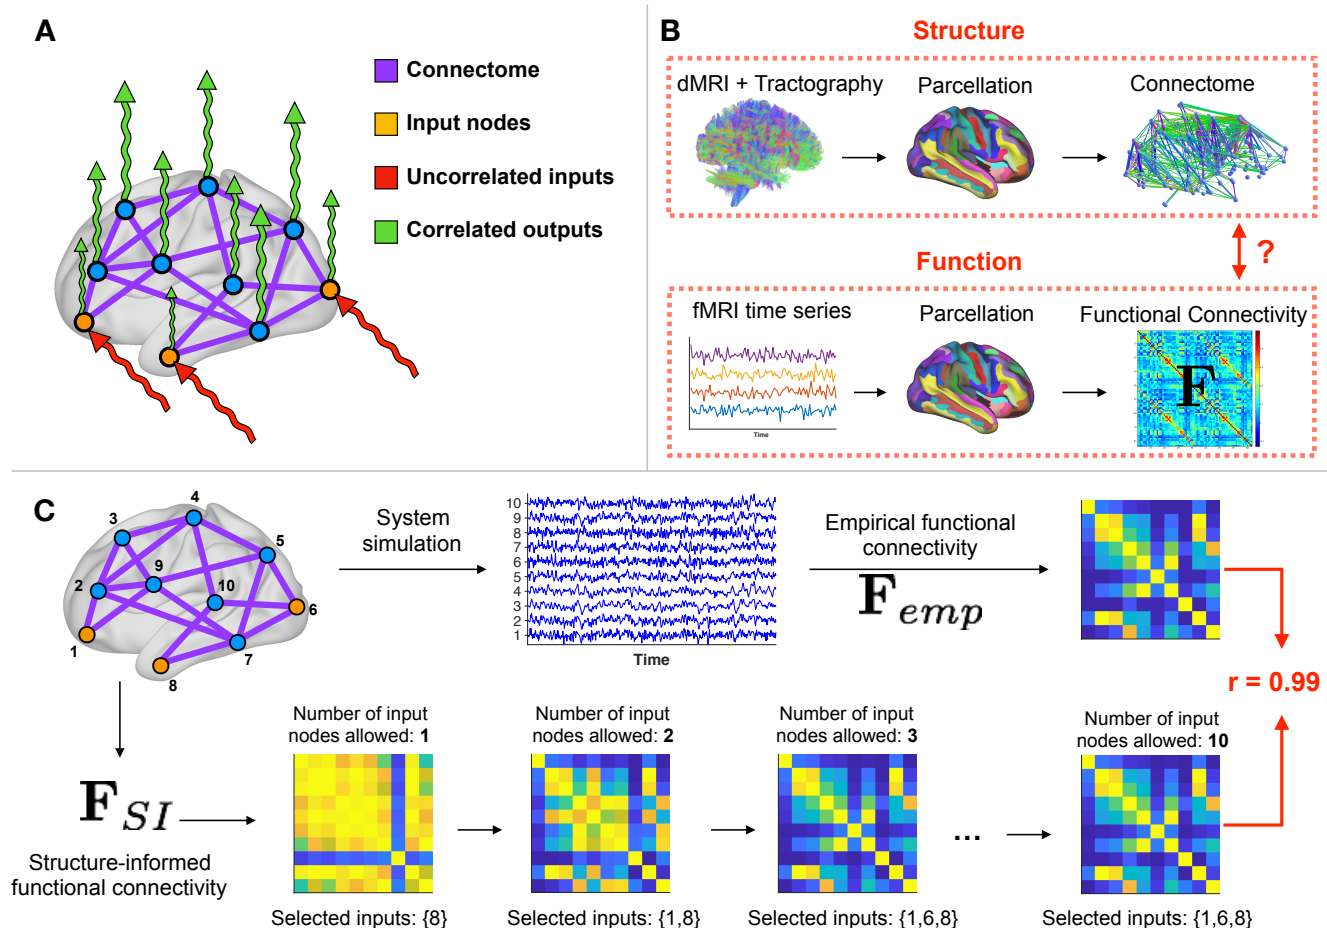 A
Connectome
Input nodes
Uncorrelated inputs
Correlated outputs
B
Structure
dMRI + Tractography
Parcellation
Connectome
?
Function
fMRI time series
Parcellation
Functional Connectivity
Time
F
C
4
3
5
9
2
10
6
1
7
8
System
simulation
10
9
8
7
6
5
4
3
2
1
Time
Empirical functional
connectivity
F emp
r = 0.99
F SI
Structure-informed
functional connectivity
Number of input
nodes allowed: 1
Selected inputs: {8}
Number of input
nodes allowed: 2
Selected inputs: {1,8}
Number of input
nodes allowed: 3
Selected inputs: {1,6,8}
...
Number of input
nodes allowed: 10
Selected inputs: {1,6,8}